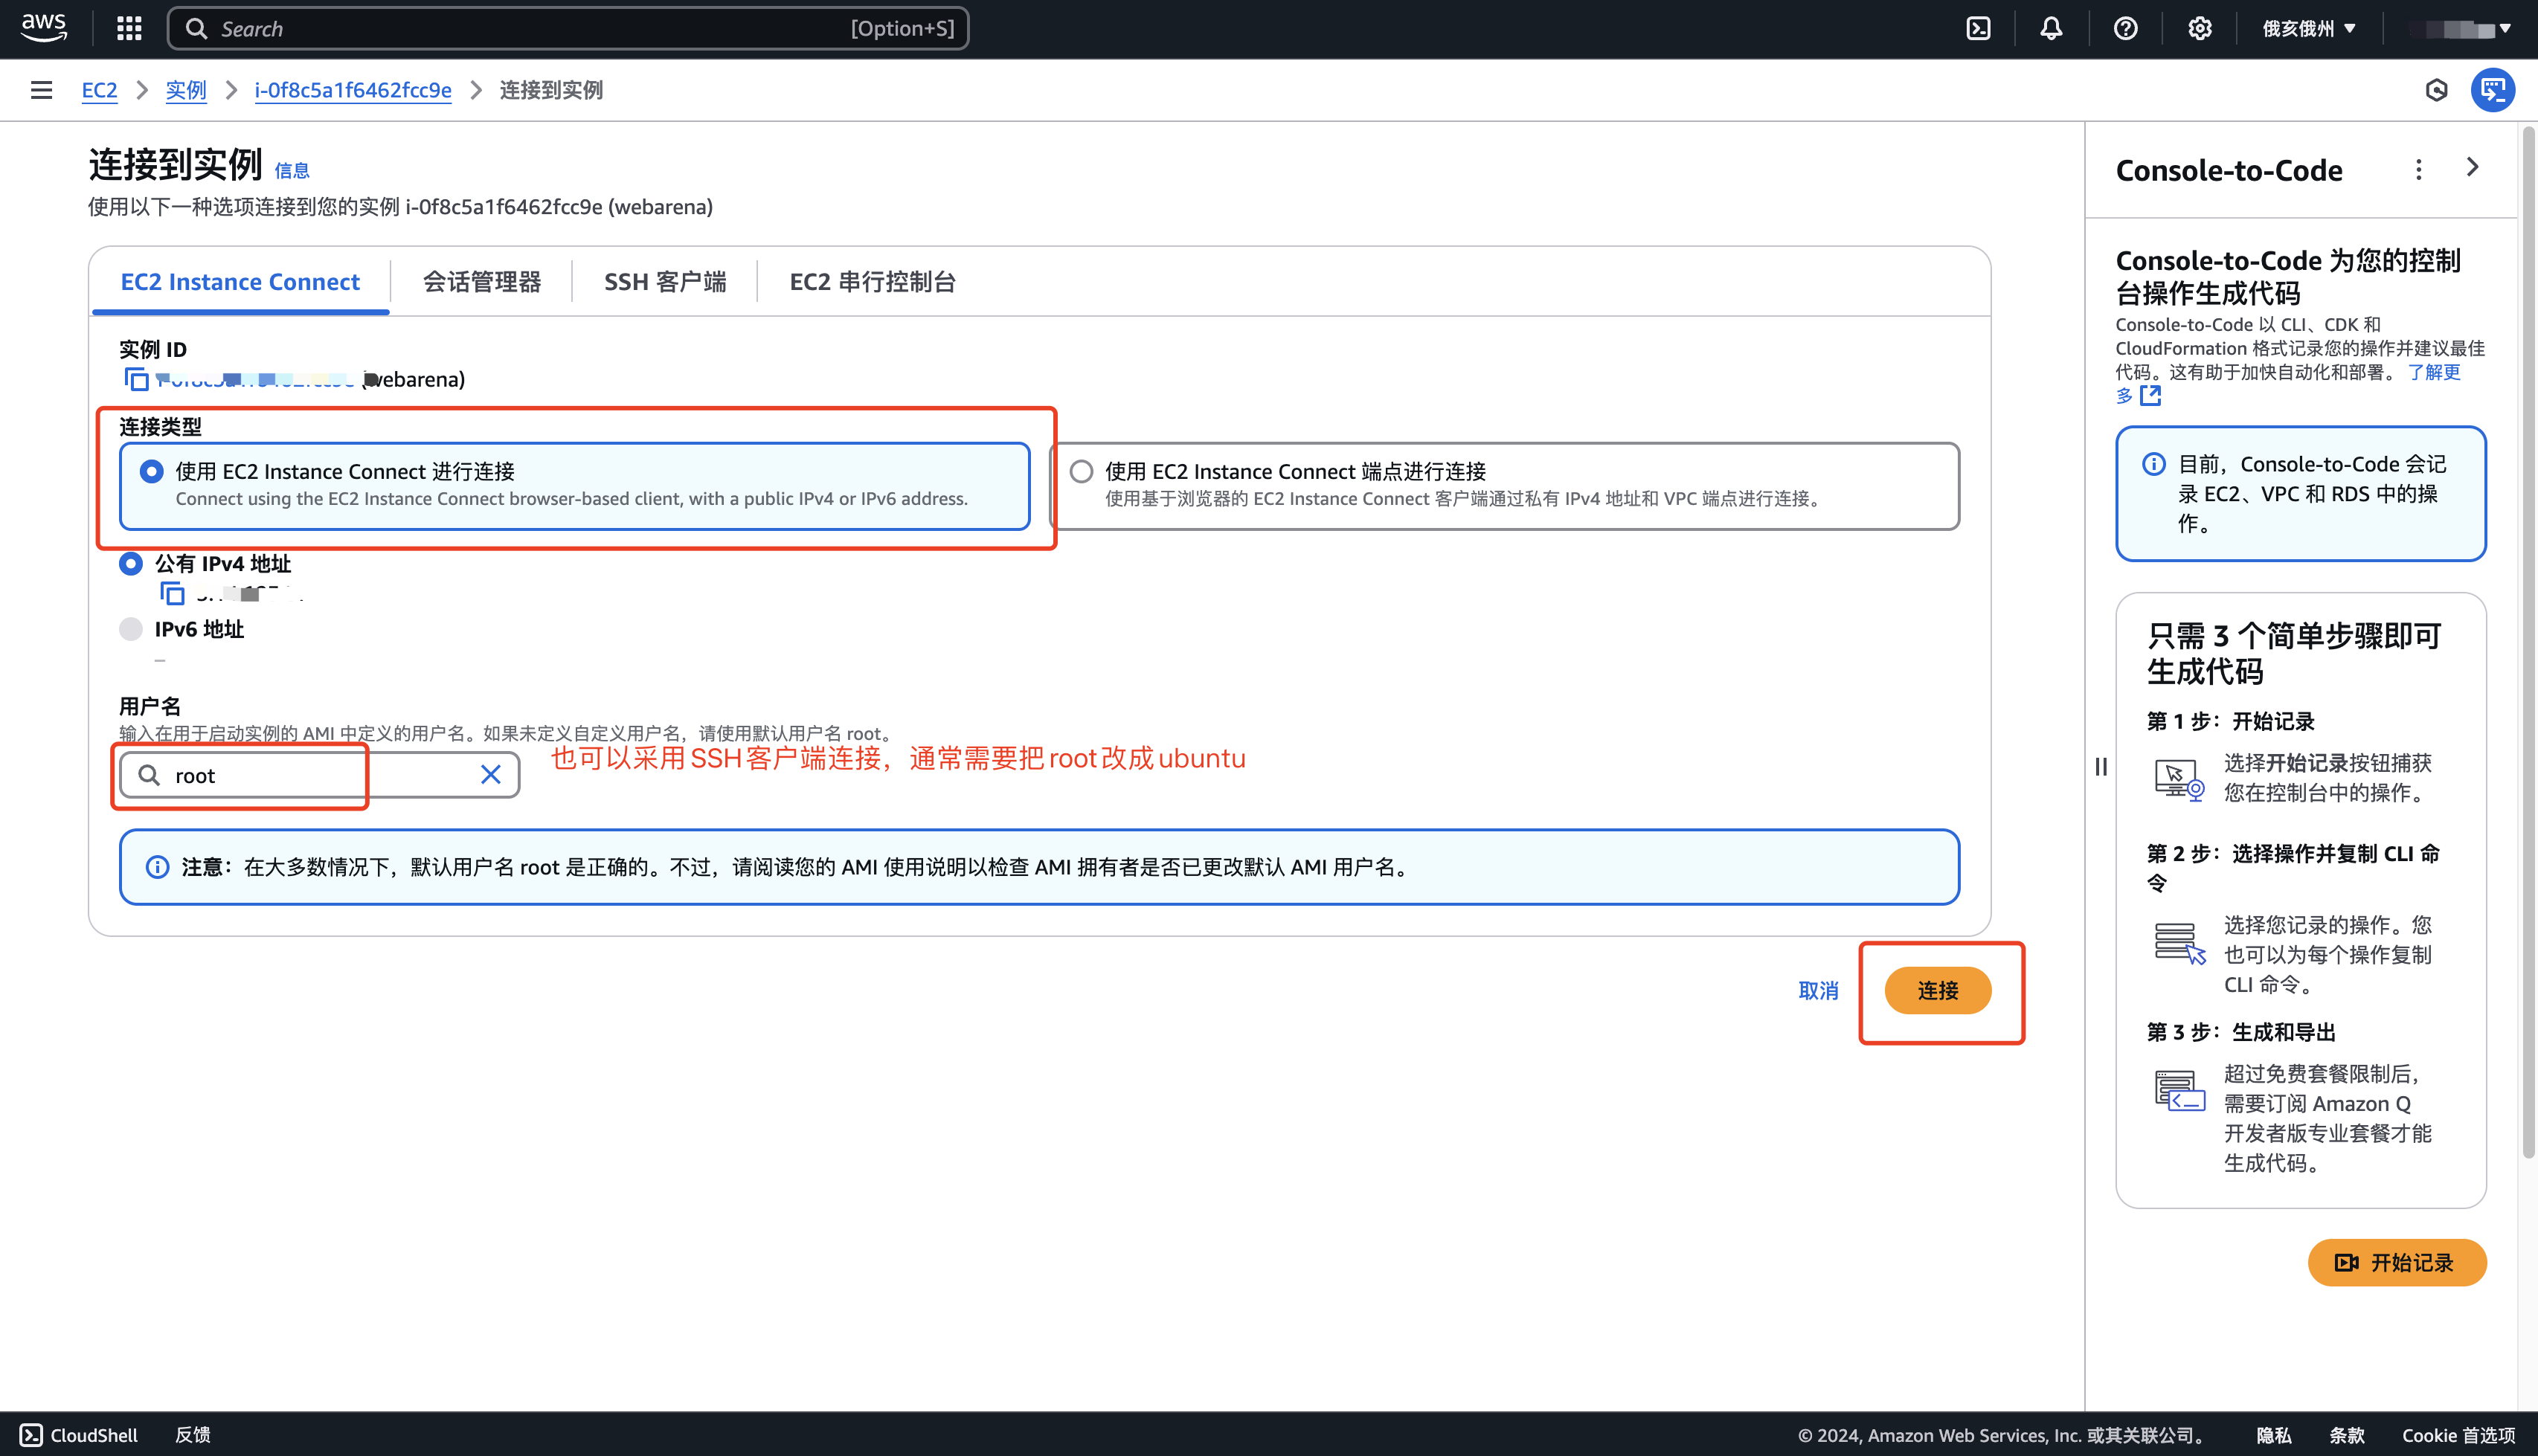 aws
Search
[Option+S]
俄亥俄州
EC2
实例
i-0f8c5a1f6462fcc9e
连接到实例
连接到实例
信息
使用以下一种选项连接到您的实例 i-0f8c5a1f6462fcc9e (webarena)
EC2 Instance Connect
会话管理器
SSH 客户端
EC2 串行控制台
实例 ID
(webarena)
连接类型
使用 EC2 Instance Connect 进行连接
Connect using the EC2 Instance Connect browser-based client, with a public IPv4 or IPv6 address.
使用 EC2 Instance Connect 端点进行连接
使用基于浏览器的 EC2 Instance Connect 客户端通过私有 IPv4 地址和 VPC 端点进行连接。
公有 IPv4 地址
IPv6 地址
–
用户名
输入在用于启动实例的 AMI 中定义的用户名。如果未定义自定义用户名，请使用默认用户名 root。
root
也可以采用SSH客户端连接，通常需要把root改成ubuntu
注意：在大多数情况下，默认用户名 root 是正确的。不过，请阅读您的 AMI 使用说明以检查 AMI 拥有者是否已更改默认 AMI 用户名。
取消
连接
Console-to-Code
Console-to-Code 为您的控制
台操作生成代码
Console-to-Code 以 CLI、CDK 和
CloudFormation 格式记录您的操作并建议最佳
代码。这有助于加快自动化和部署。 了解更
多
目前，Console-to-Code 会记
录 EC2、VPC 和 RDS 中的操
作。
只需 3 个简单步骤即可
生成代码
第 1 步：开始记录
选择开始记录按钮捕获
您在控制台中的操作。
第 2 步：选择操作并复制 CLI 命
令
选择您记录的操作。您
也可以为每个操作复制
CLI 命令。
第 3 步：生成和导出
超过免费套餐限制后，
需要订阅 Amazon Q
开发者版专业套餐才能
生成代码。
开始记录
CloudShell
反馈
© 2024, Amazon Web Services, Inc. 或其关联公司。
隐私
条款
Cookie 首选项